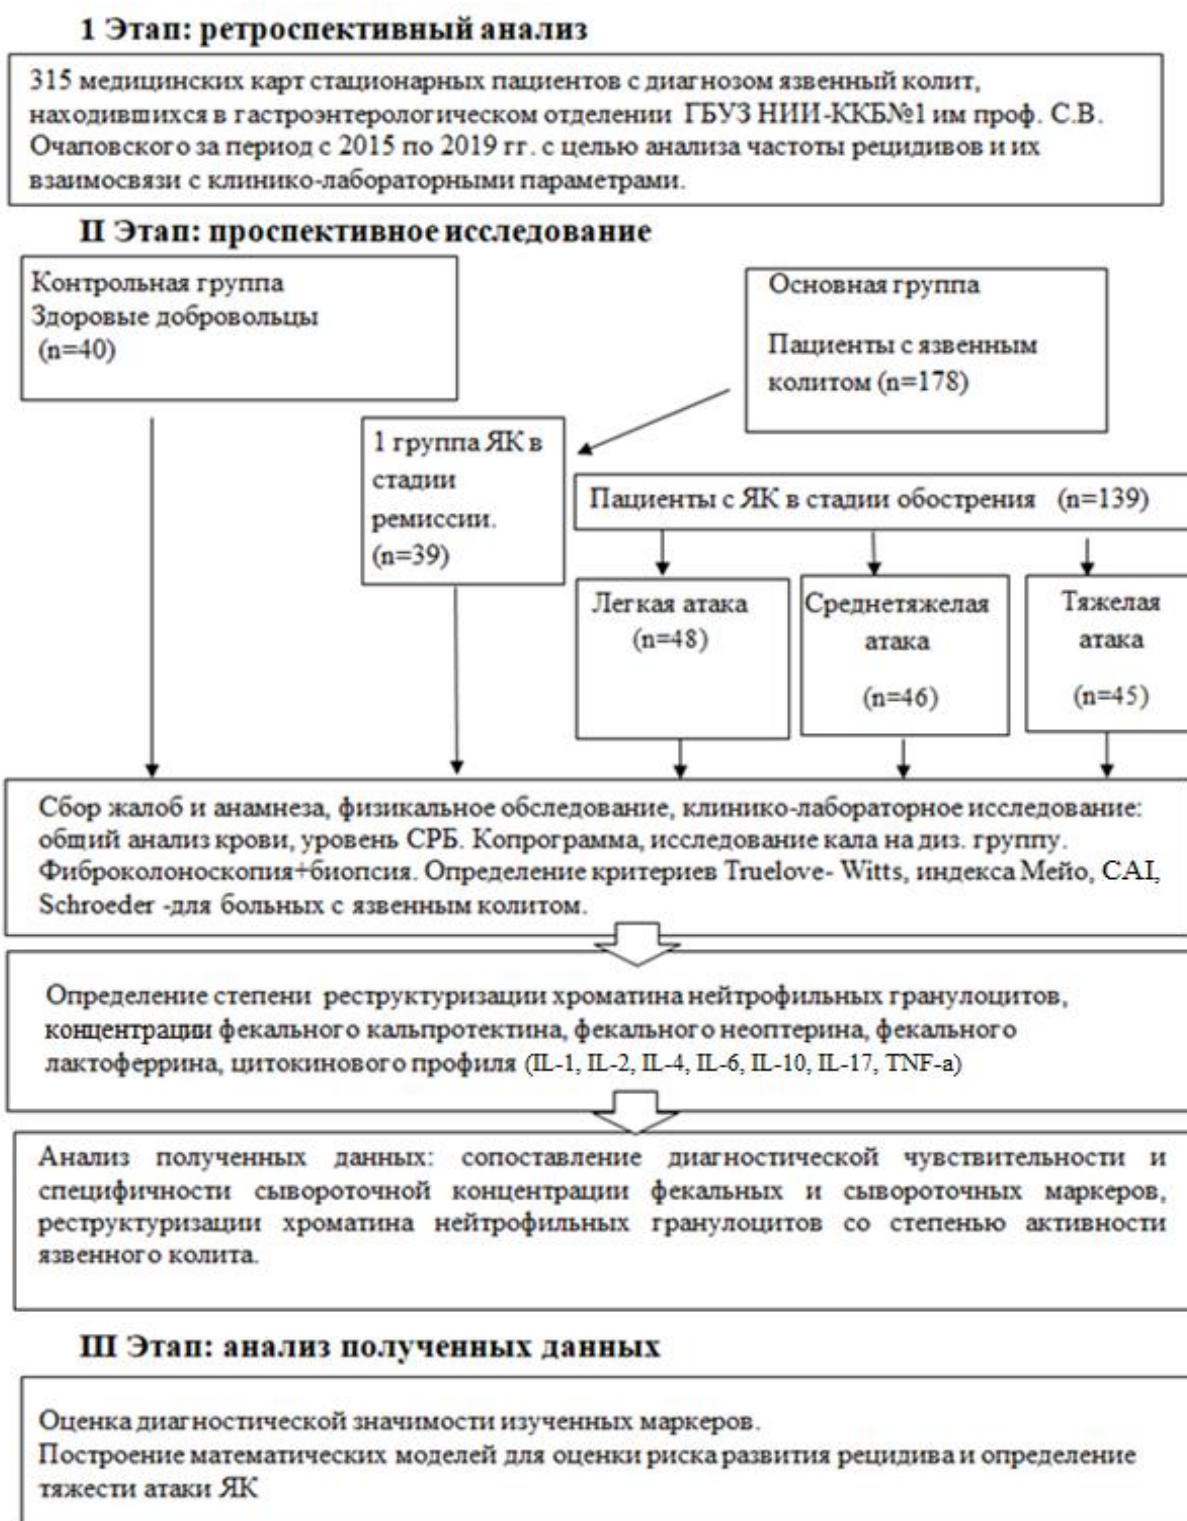 1 Этап: ретроспективный анализ
315 медицинских карт стационарных пациентов с диагнозом язвенный колит,
находившихся в гастроэнтерологическом отделении ГБУЗ НИИ-ККБ№1 им проф. С.В.
Очаповского за период с 2015 по 2019 гг. с целью анализа частоты рецидивов и их
взаимосвязи с клинико-лабораторными параметрами.
II Этап: проспективное исследование
Контрольная группа
Здоровые добровольцы
(n=40)
Основная группа
Пациенты с язвенным
колитом (n=178)
1 группа ЯК в
стадии
ремиссии.
(n=39)
Пациенты с ЯК в стадии обострения (n=139)
Легкая атака
(n=48)
Среднетяжелая
атака
(n=46)
Тяжелая
атака
(n=45)
Сбор жалоб и анамнеза, физикальное обследование, клинико-лабораторное исследование:
общий анализ крови, уровень СРБ. Копрограмма, исследование кала на диз. группу.
Фиброколоноскопия+биопсия. Определение критериев Truelove- Witts, индекса Мейо, CAI,
Schroeder -для больных с язвенным колитом.
Определение степени реструктуризации хроматина нейтрофильных гранулоцитов,
концентрации фекального кальпротектина, фекального неоптерина, фекального
лактоферрина, цитокинового профиля (IL-1, IL-2, IL-4, IL-6, IL-10, IL-17, TNF-a)
Анализ полученных данных: сопоставление диагностической чувствительности и
специфичности сывороточной концентрации фекальных и сывороточных маркеров,
реструктуризации хроматина нейтрофильных гранулоцитов со степенью активности
язвенного колита.
III Этап: анализ полученных данных
Оценка диагностической значимости изученных маркеров.
Построение математических моделей для оценки риска развития рецидива и определение
тяжести атаки ЯК